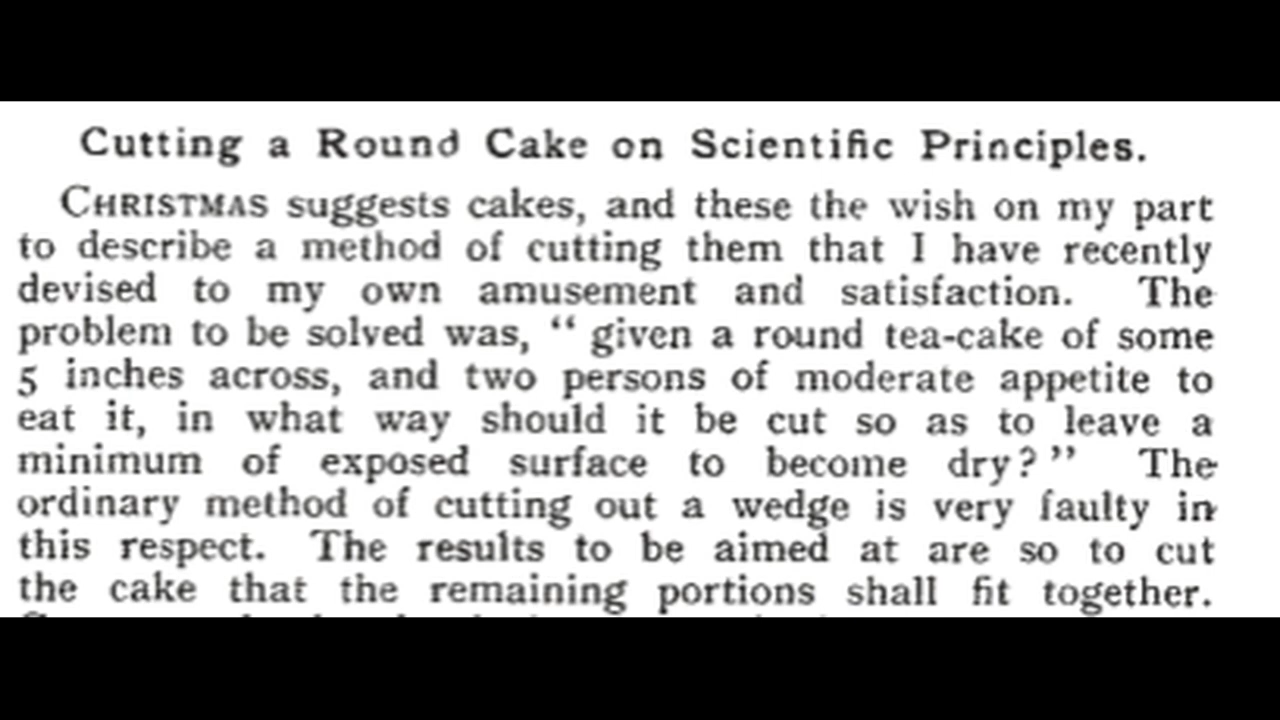 Cutting a Round Cake on Scientific Principles.
CHRISTMAS suggests cakes, and these the wish on my part
to describe a method of cutting them that I have recently
devised to my own amusement and satisfaction. The
problem to be solved was, “ given a round tea-cake of some
5 inches across, and two persons of moderate appetite to
eat it, in what way should it be cut so as to leave a
minimum of exposed surface to become dry? ” The
ordinary method of cutting out a wedge is very faulty in
this respect. The results to be aimed at are so to cut
the cake that the remaining portions shall fit together.